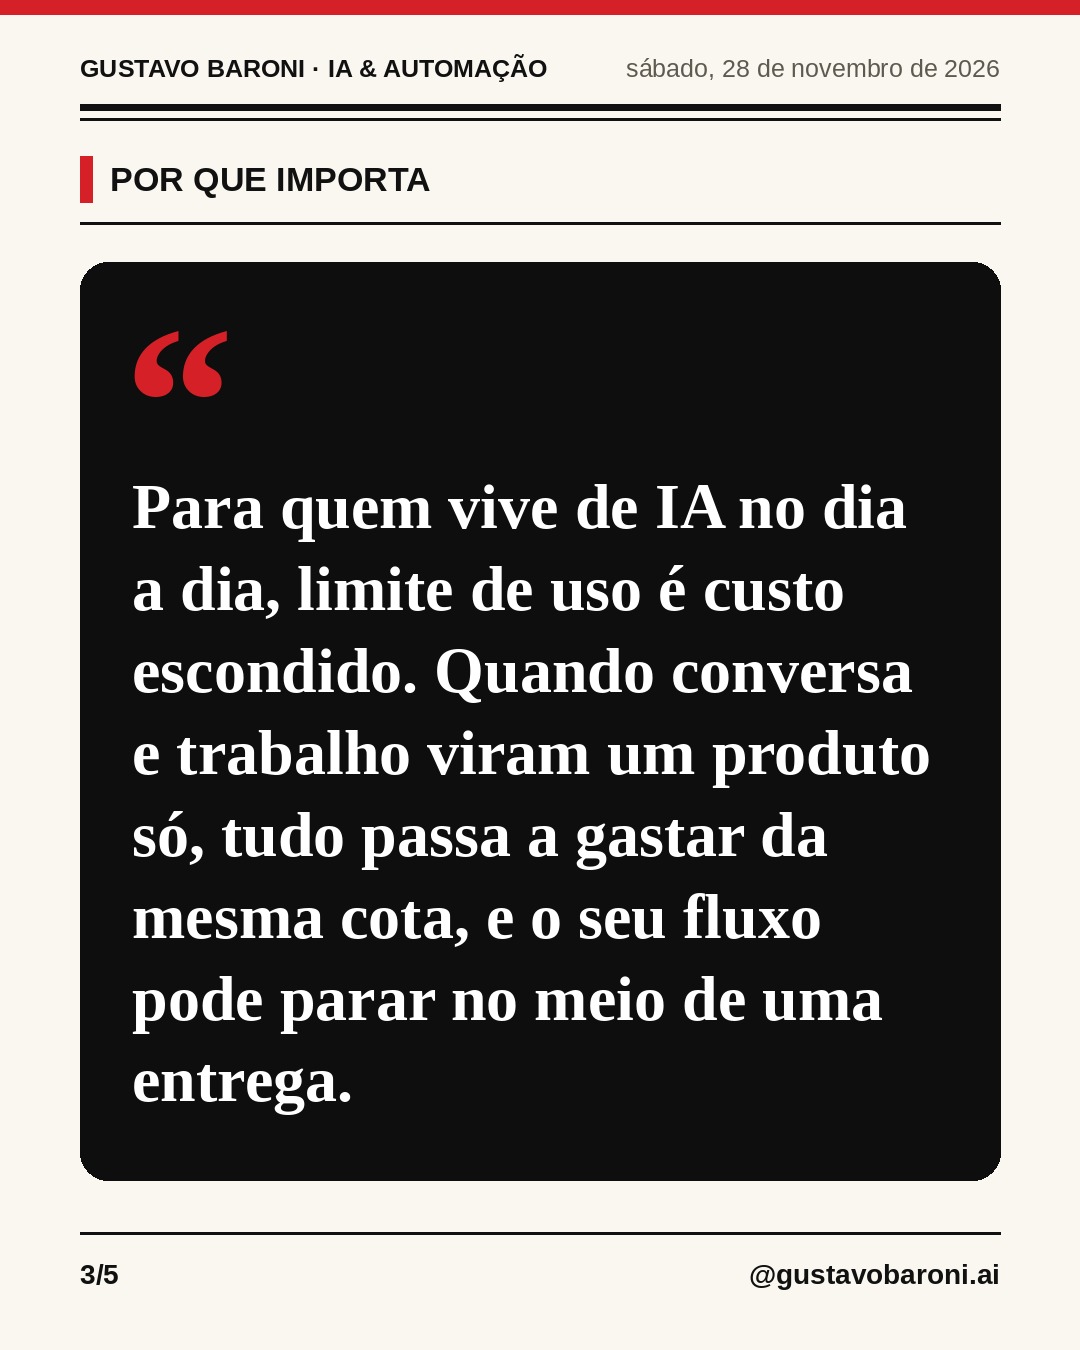 GUSTAVO BARONI · IA & AUTOMAÇÃO
sábado, 28 de novembro de 2026
POR QUE IMPORTA
“
Para quem vive de IA no dia
a dia, limite de uso é custo
escondido. Quando conversa
e trabalho viram um produto
só, tudo passa a gastar da
mesma cota, e o seu fluxo
pode parar no meio de uma
entrega.
3/5
@gustavobaroni.ai